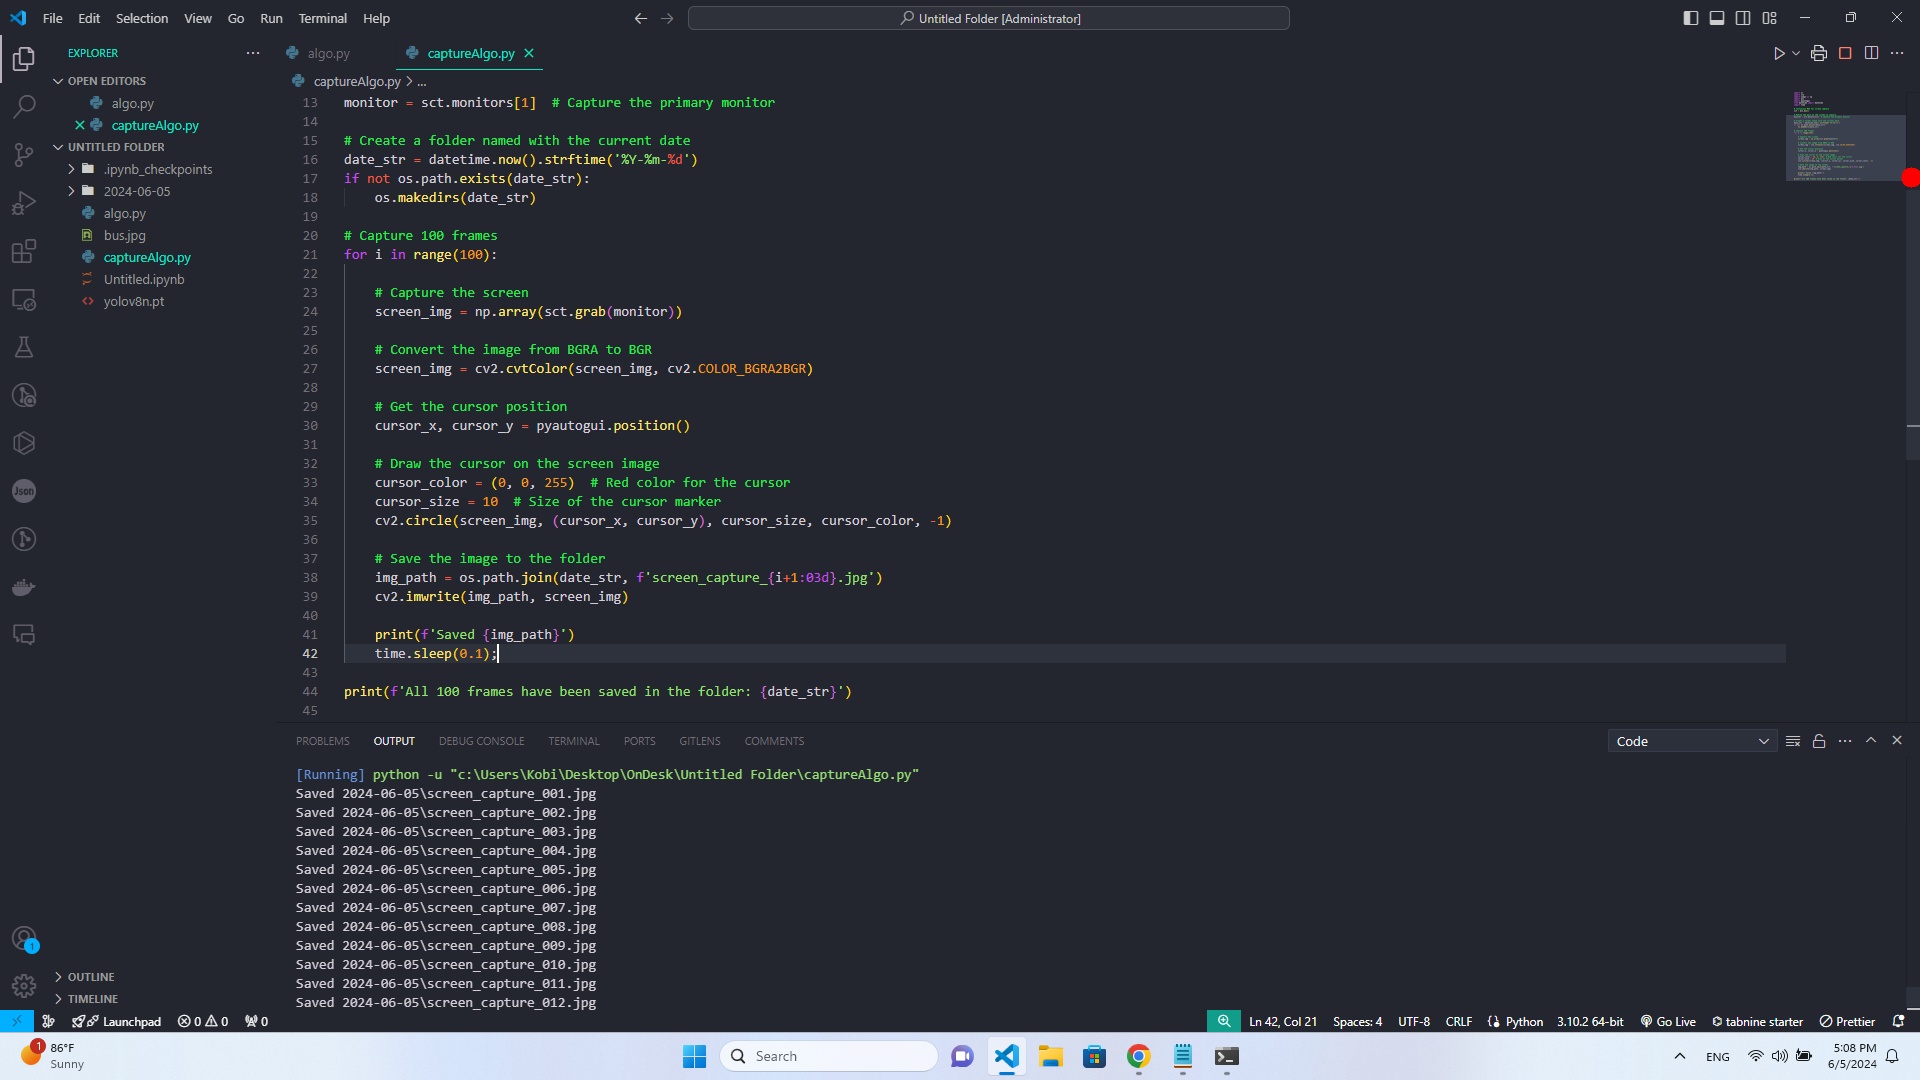 File Edit Selection View Go Run Terminal Help
Untitled Folder [Administrator]
EXPLORER
OPEN EDITORS
algo.py
captureAlgo.py
UNTITLED FOLDER
.ipynb_checkpoints
2024-06-05
algo.py
bus.jpg
captureAlgo.py
Untitled.ipynb
yolov8n.pt
Json
1
OUTLINE
TIMELINE
algo.py captureAlgo.py
captureAlgo.py > ...
13 monitor = sct.monitors[1]  # Capture the primary monitor
14
15 # Create a folder named with the current date
16 date_str = datetime.now().strftime('%Y-%m-%d')
17 if not os.path.exists(date_str):
18     os.makedirs(date_str)
19
20 # Capture 100 frames
21 for i in range(100):
22
23     # Capture the screen
24     screen_img = np.array(sct.grab(monitor))
25
26     # Convert the image from BGRA to BGR
27     screen_img = cv2.cvtColor(screen_img, cv2.COLOR_BGRA2BGR)
28
29     # Get the cursor position
30     cursor_x, cursor_y = pyautogui.position()
31
32     # Draw the cursor on the screen image
33     cursor_color = (0, 0, 255)  # Red color for the cursor
34     cursor_size = 10  # Size of the cursor marker
35     cv2.circle(screen_img, (cursor_x, cursor_y), cursor_size, cursor_color, -1)
36
37     # Save the image to the folder
38     img_path = os.path.join(date_str, f'screen_capture_{i+1:03d}.jpg')
39     cv2.imwrite(img_path, screen_img)
40
41     print(f'Saved {img_path}')
42     time.sleep(0.1);
43
44 print(f'All 100 frames have been saved in the folder: {date_str}')
45
PROBLEMS OUTPUT DEBUG CONSOLE TERMINAL PORTS GITLENS COMMENTS
Code
[Running] python -u "c:\Users\Kobi\Desktop\OnDesk\Untitled Folder\captureAlgo.py"
Saved 2024-06-05\screen_capture_001.jpg
Saved 2024-06-05\screen_capture_002.jpg
Saved 2024-06-05\screen_capture_003.jpg
Saved 2024-06-05\screen_capture_004.jpg
Saved 2024-06-05\screen_capture_005.jpg
Saved 2024-06-05\screen_capture_006.jpg
Saved 2024-06-05\screen_capture_007.jpg
Saved 2024-06-05\screen_capture_008.jpg
Saved 2024-06-05\screen_capture_009.jpg
Saved 2024-06-05\screen_capture_010.jpg
Saved 2024-06-05\screen_capture_011.jpg
Saved 2024-06-05\screen_capture_012.jpg
Launchpad 0 0 0 Ln 42, Col 21 Spaces: 4 UTF-8 CRLF Python 3.10.2 64-bit Go Live tabnine starter Prettier
1
86°F
Sunny
Search
ENG
5:08 PM
6/5/2024